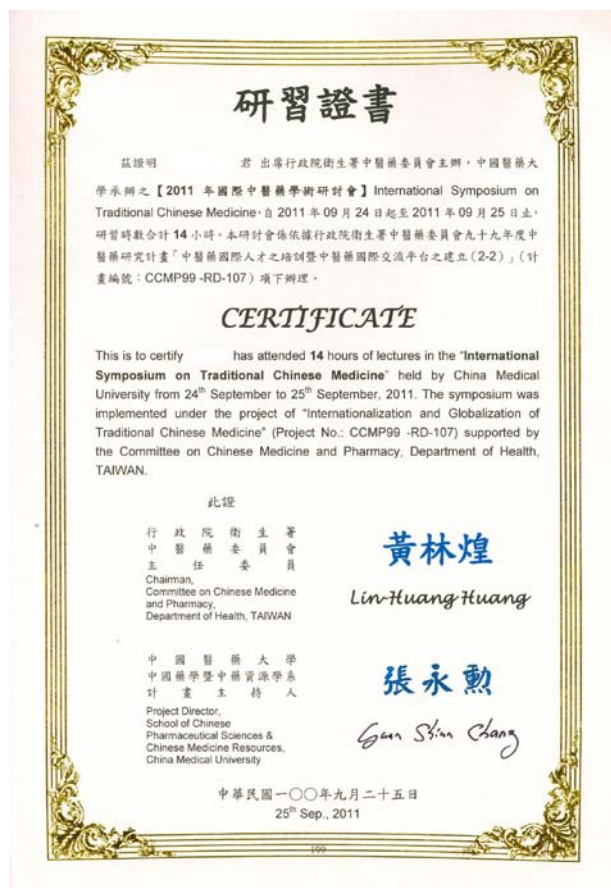 研習證書
茲證明 君 出席行政院衛生署中醫藥委員會主辦，中國醫藥大
學承辦之【2011 年國際中醫藥學術研討會】International Symposium on
Traditional Chinese Medicine，自 2011 年 09 月 24 日起至 2011 年 09 月 25 日止，
研習時數合計 14 小時。本研討會係依據行政院衛生署中醫藥委員會九十九年度中
醫藥研究計畫「中醫藥國際人才之培訓暨中醫藥國際交流平台之建立(2-2)」(計
畫編號：CCMP99 -RD-107) 項下辦理。
CERTIFICATE
This is to certify has attended 14 hours of lectures in the “International
Symposium on Traditional Chinese Medicine” held by China Medical
University from 24th September to 25th September, 2011. The symposium was
implemented under the project of “Internationalization and Globalization of
Traditional Chinese Medicine” (Project No.: CCMP99 -RD-107) supported by
the Committee on Chinese Medicine and Pharmacy, Department of Health,
TAIWAN.
此證
行政院衛生署
中醫藥委員會
主任委員
Chairman,
Committee on Chinese Medicine
and Pharmacy,
Department of Health, TAIWAN
黃林煌
Lin-Huang Huang
中國醫藥大學
中國藥學暨中藥資源學系
計畫主持人
Project Director,
School of Chinese
Pharmaceutical Sciences &
Chinese Medicine Resources,
China Medical University
張永勳
Yuan Shiun Chang
中華民國一〇〇年九月二十五日
25th Sep., 2011
199